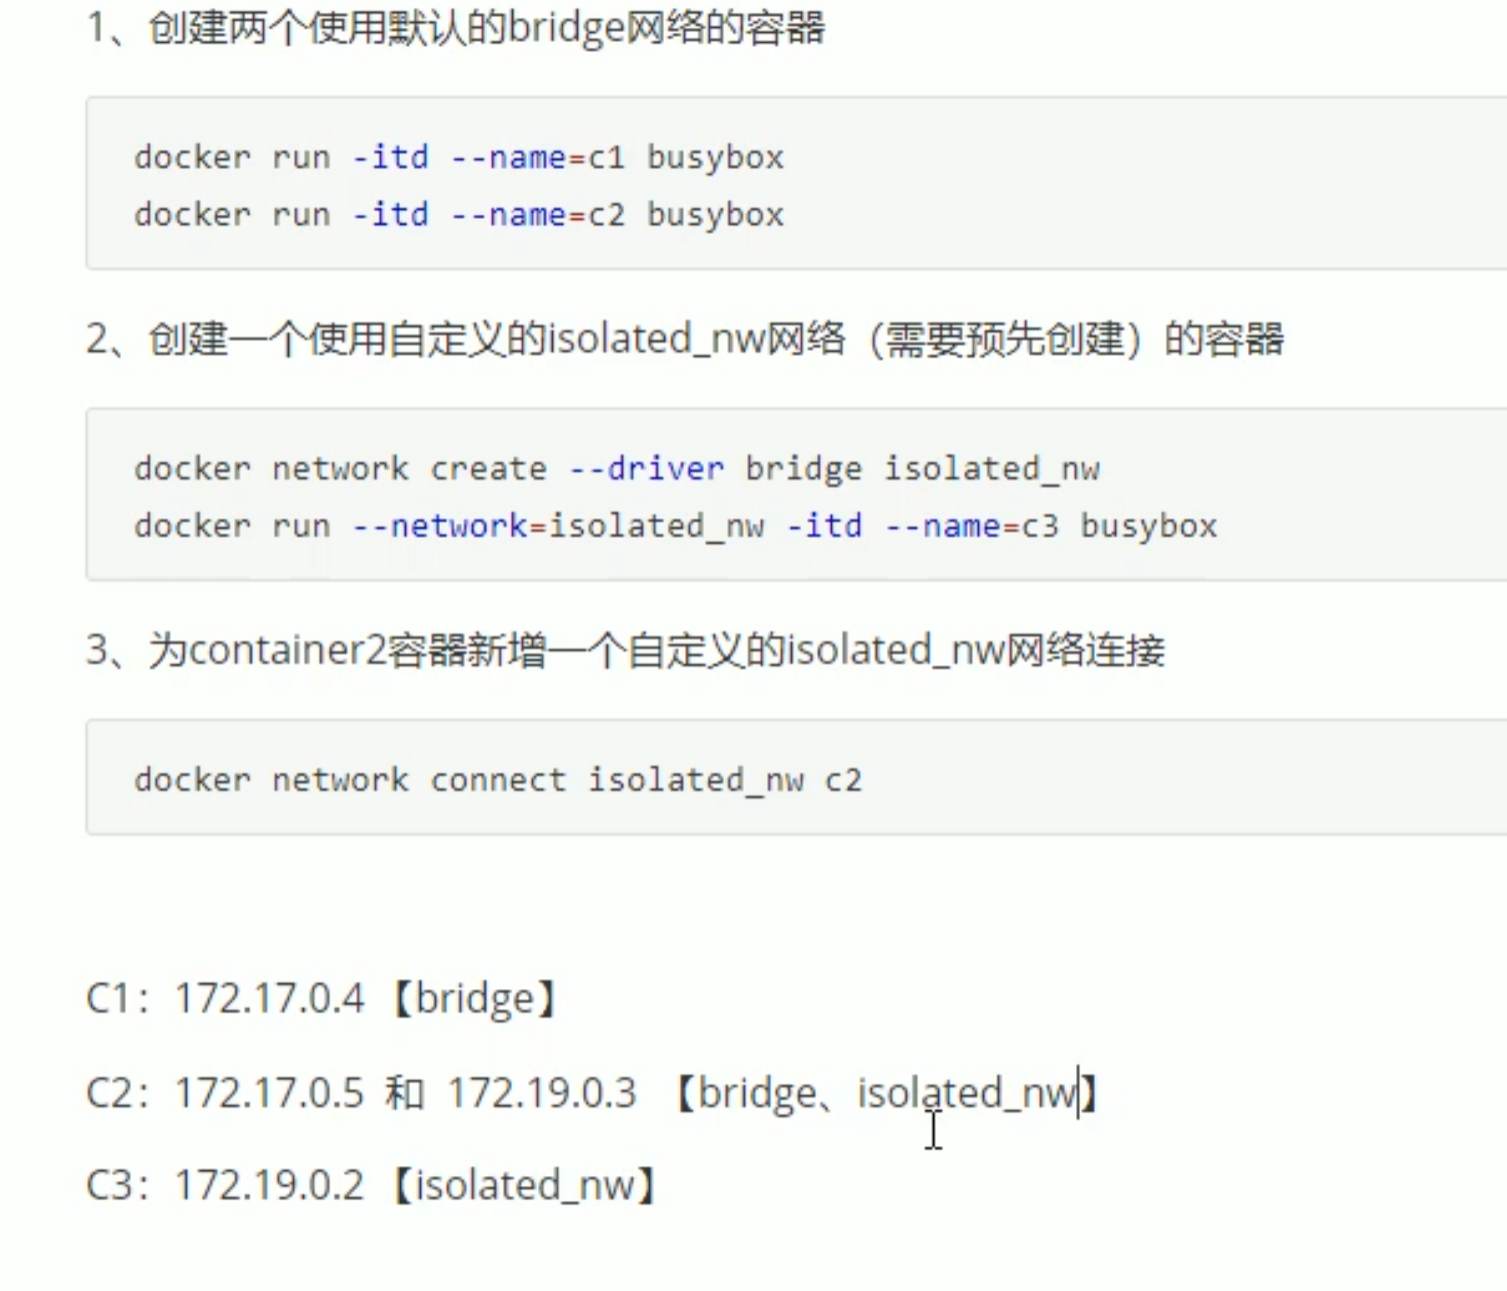 1、创建两个使用默认的bridge网络的容器
docker run -itd --name=c1 busybox
docker run -itd --name=c2 busybox
2、创建一个使用自定义的isolated_nw网络（需要预先创建）的容器
docker network create --driver bridge isolated_nw
docker run --network=isolated_nw -itd --name=c3 busybox
3、为container2容器新增一个自定义的isolated_nw网络连接
docker network connect isolated_nw c2
C1：172.17.0.4 【bridge】
C2：172.17.0.5 和 172.19.0.3 【bridge、isolated_nw】
C3：172.19.0.2 【isolated_nw】